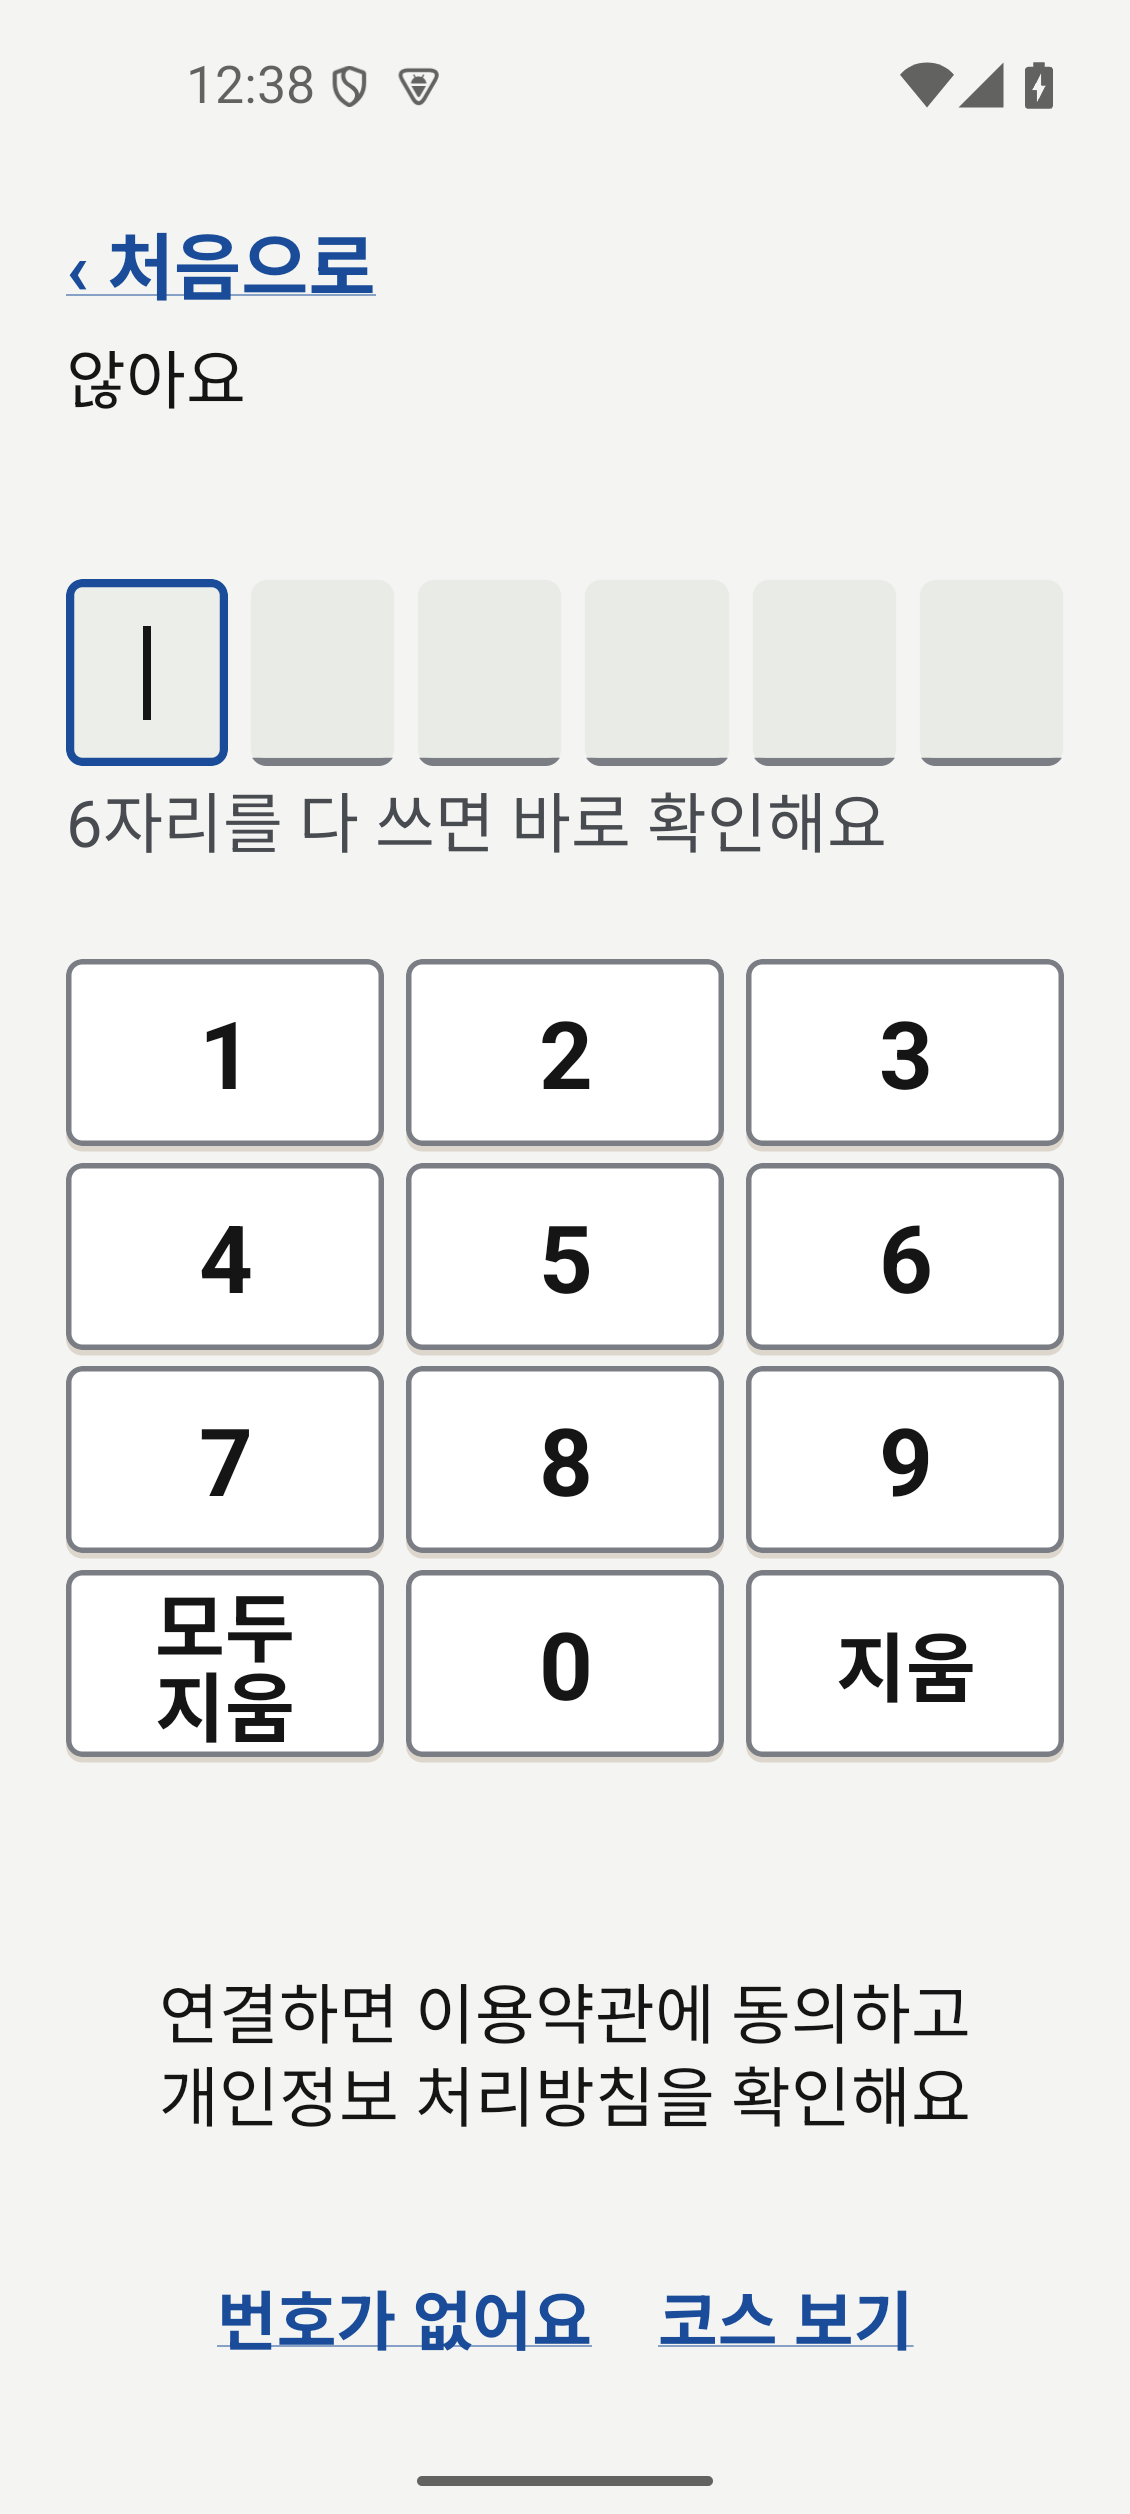 12:38
‹ 처음으로
않아요
6자리를 다 쓰면 바로 확인해요
1 2 3
4 5 6
7 8 9
모두
지움
0 지움
연결하면 이용약관에 동의하고
개인정보 처리방침을 확인해요
번호가 없어요 코스 보기